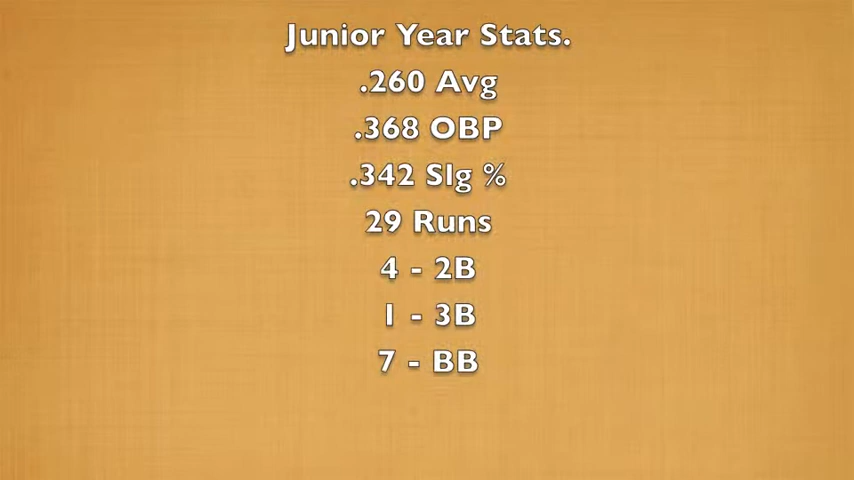 Junior Year Stats.
.260 Avg
.368 OBP
.342 Slg %
29 Runs
4 - 2B
1 - 3B
7 - BB